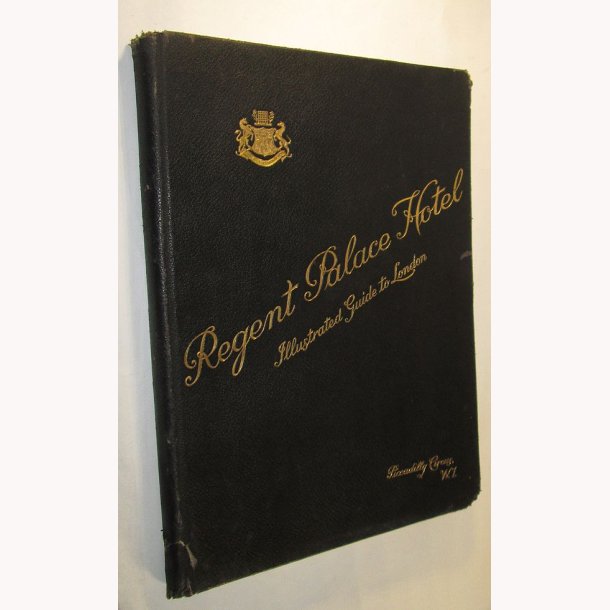 Regent Palace Hotel
Illustrated Guide to London
Piccadilly Circus,
W.1.